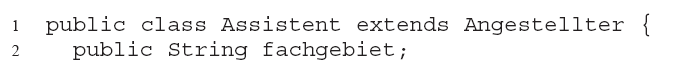 1 public class Assistent extends Angestellter {
2 public String fachgebiet;